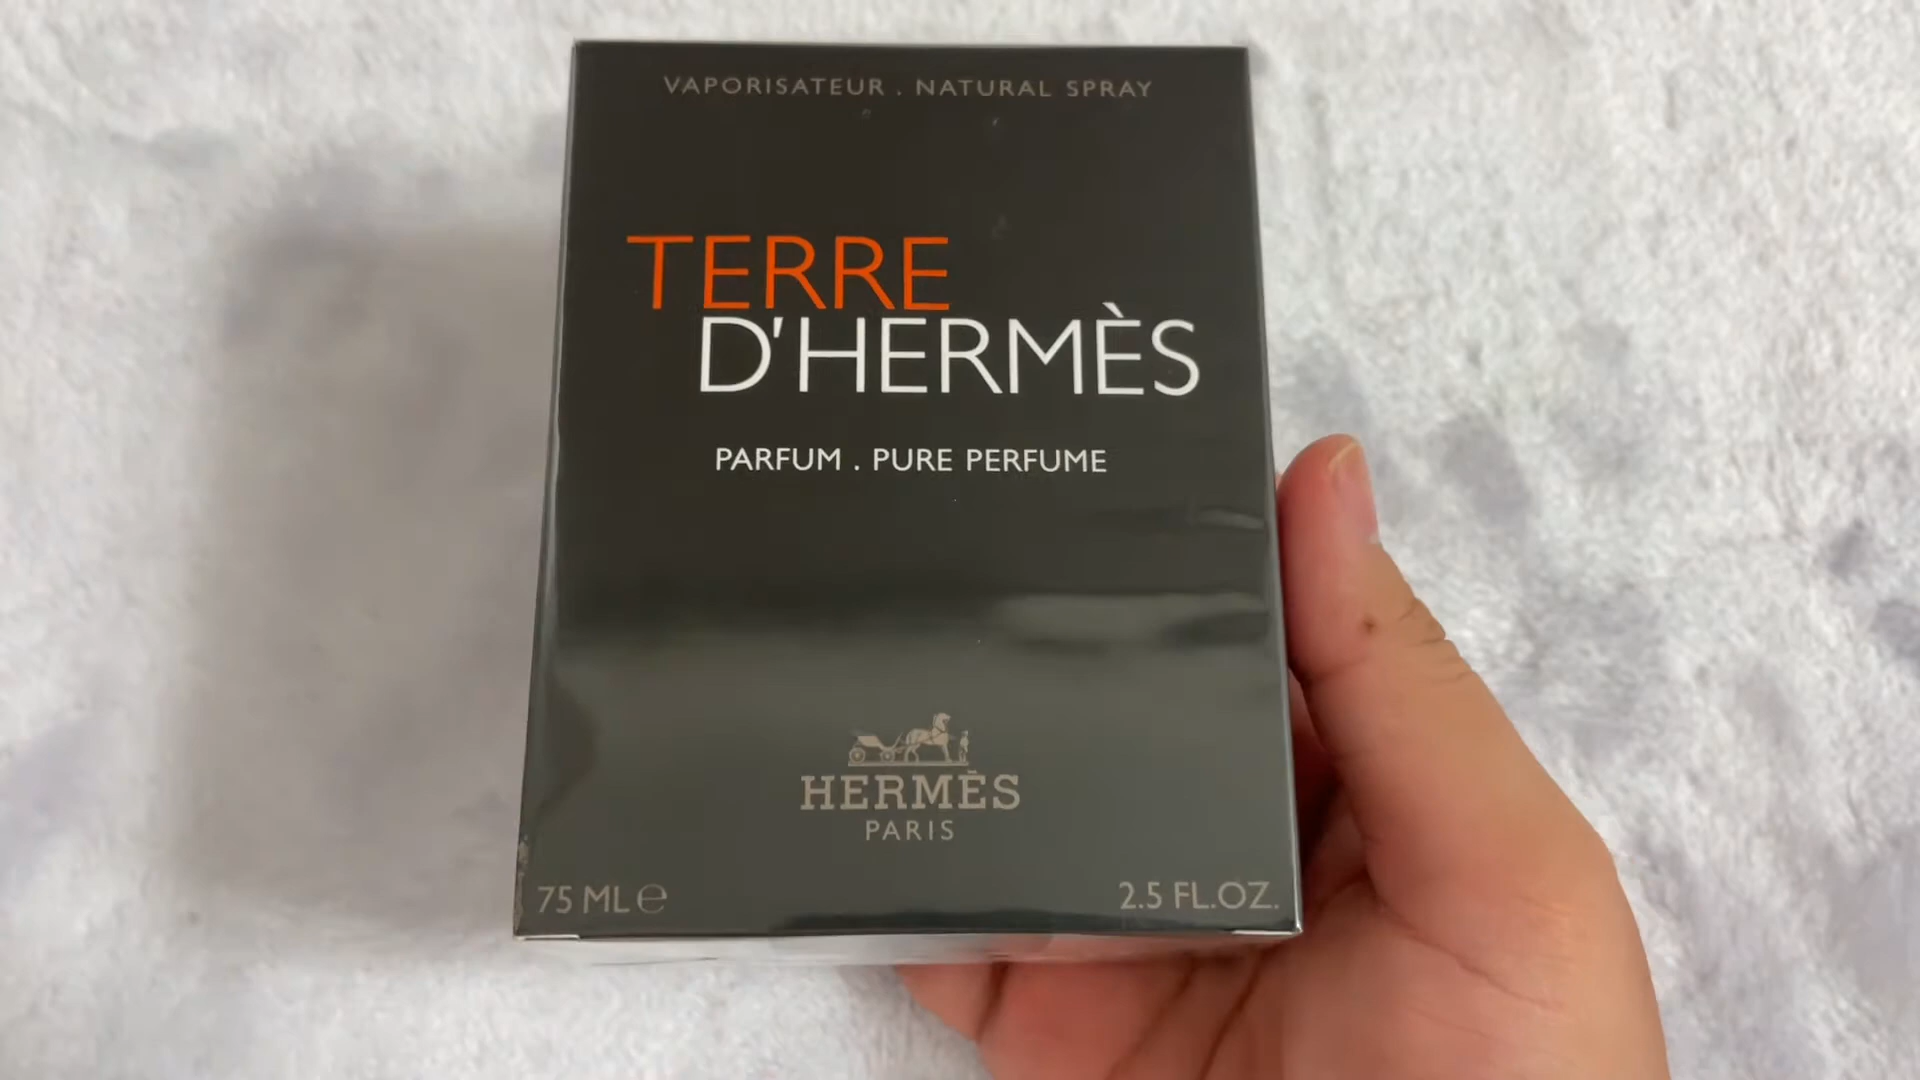 VAPORISATEUR . NATURAL SPRAY
TERRE
D'HERMÈS
PARFUM . PURE PERFUME
HERMÈS
PARIS
75 ML ℮
2.5 FL.OZ.